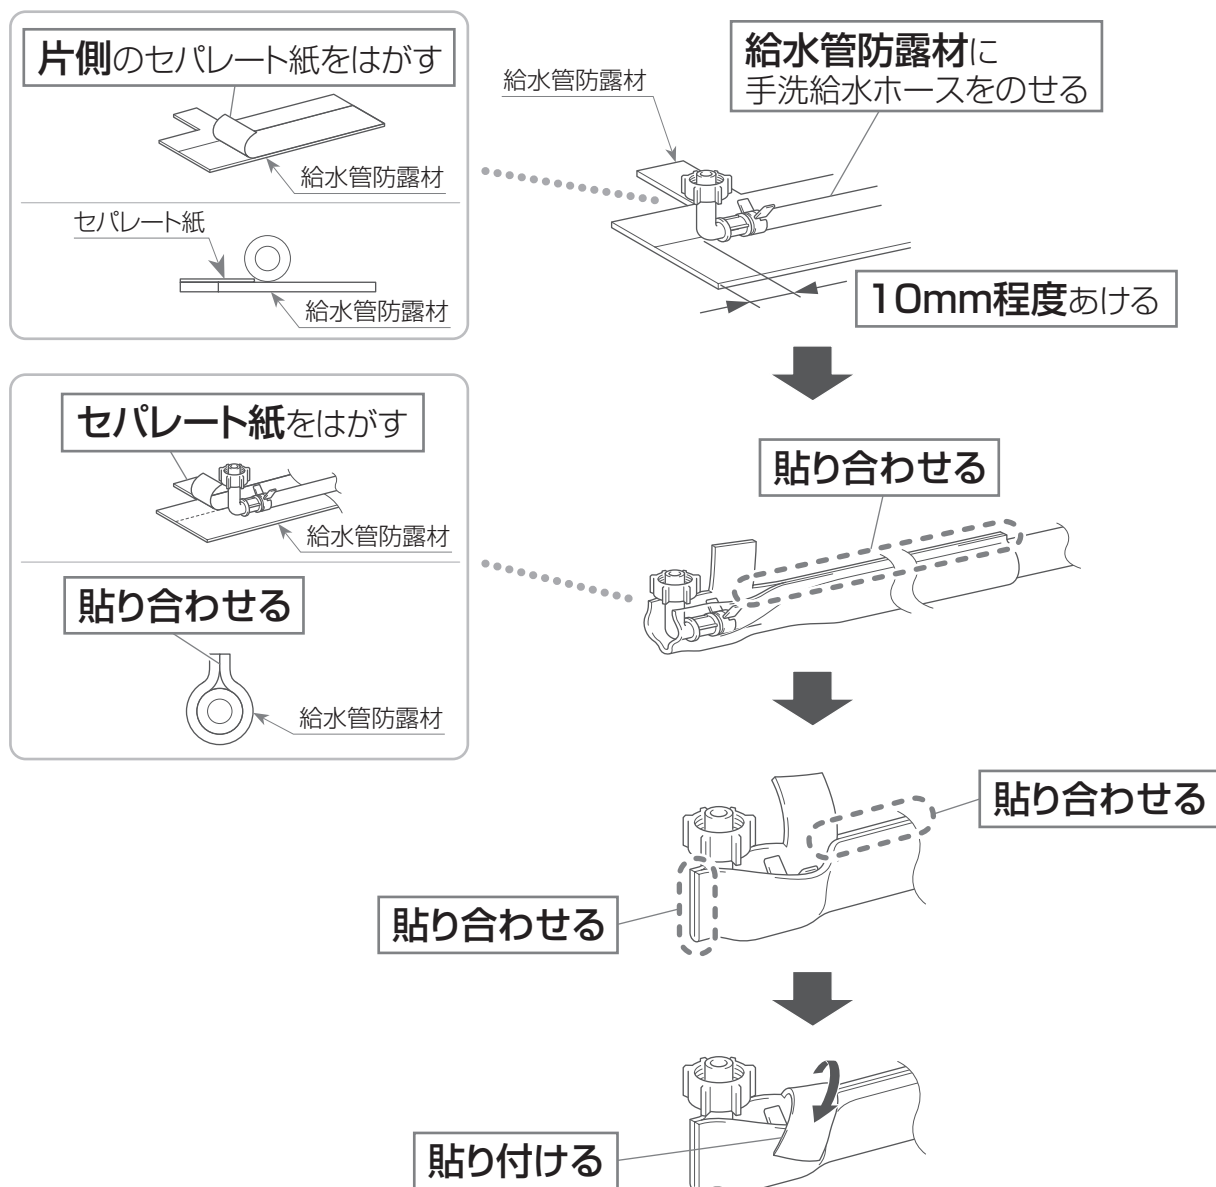 片側のセパレート紙をはがす
給水管防露材
セパレート紙
給水管防露材
給水管防露材
給水管防露材に
手洗給水ホースをのせる
10mm程度あける
セパレート紙をはがす
給水管防露材
貼り合わせる
給水管防露材
貼り合わせる
貼り合わせる
貼り合わせる
貼り付ける